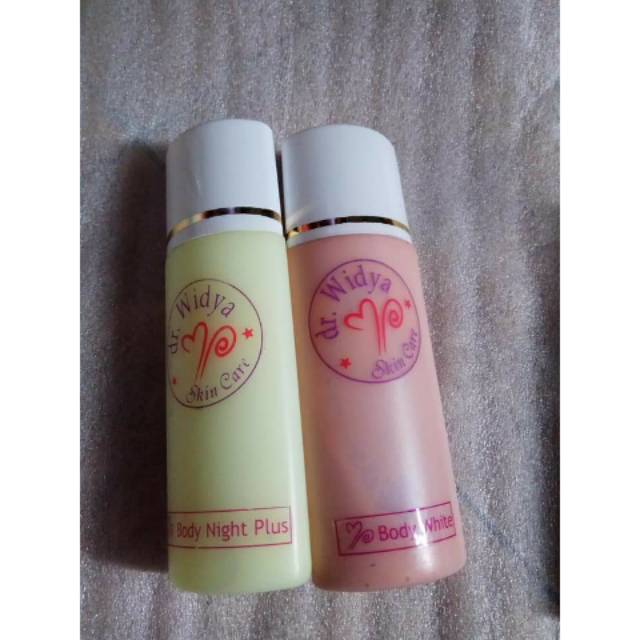 dr. Widya
Skin Care
Body Night Plus
dr. Widya
Skin Care
Body White